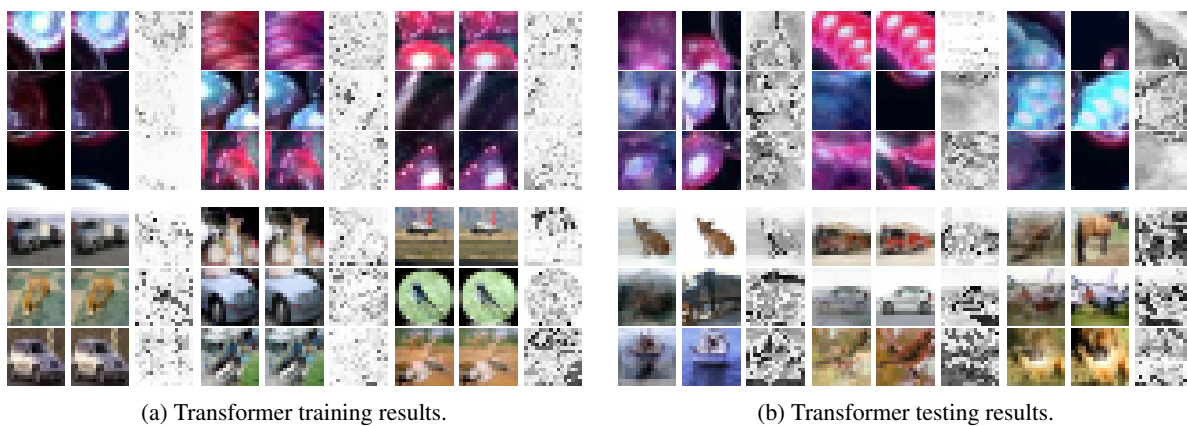 (a) Transformer training results.
(b) Transformer testing results.